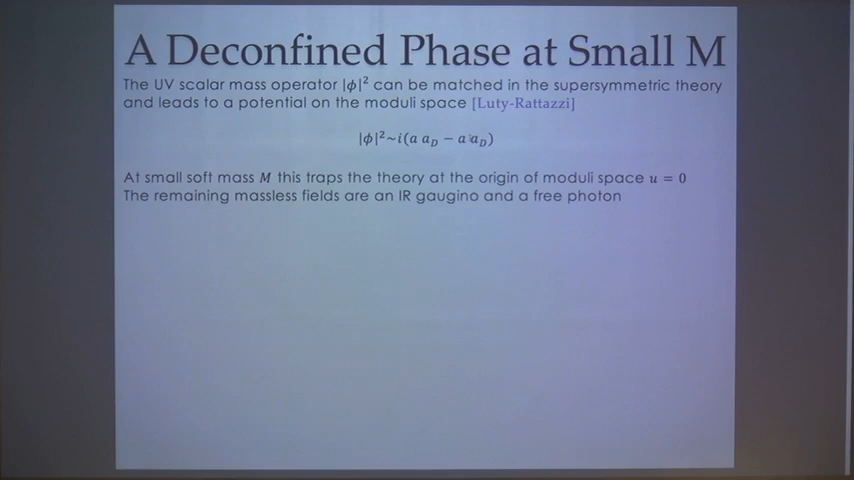 A Deconfined Phase at Small M
The UV scalar mass operator |ϕ|² can be matched in the supersymmetric theory
and leads to a potential on the moduli space [Luty-Rattazzi]
|ϕ|²~i(a a_D − a a_D)
At small soft mass M this traps the theory at the origin of moduli space u = 0
The remaining massless fields are an IR gaugino and a free photon